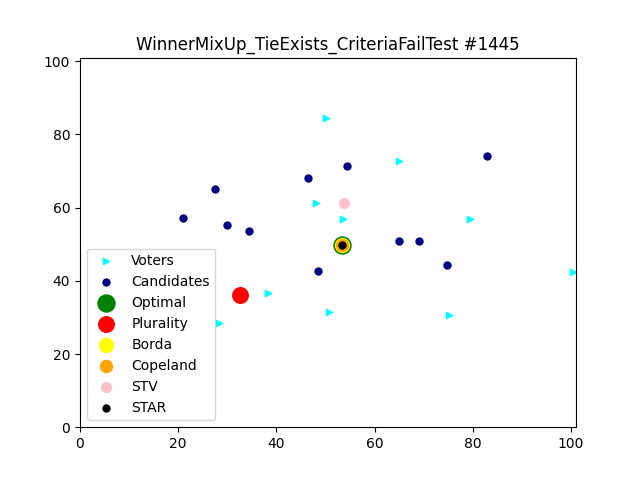 WinnerMixUp_TieExists_CriteriaFailTest #1445
100
80
60
40
20
0
Voters
Candidates
Optimal
Plurality
Borda
Copeland
STV
STAR
0 20 40 60 80 100